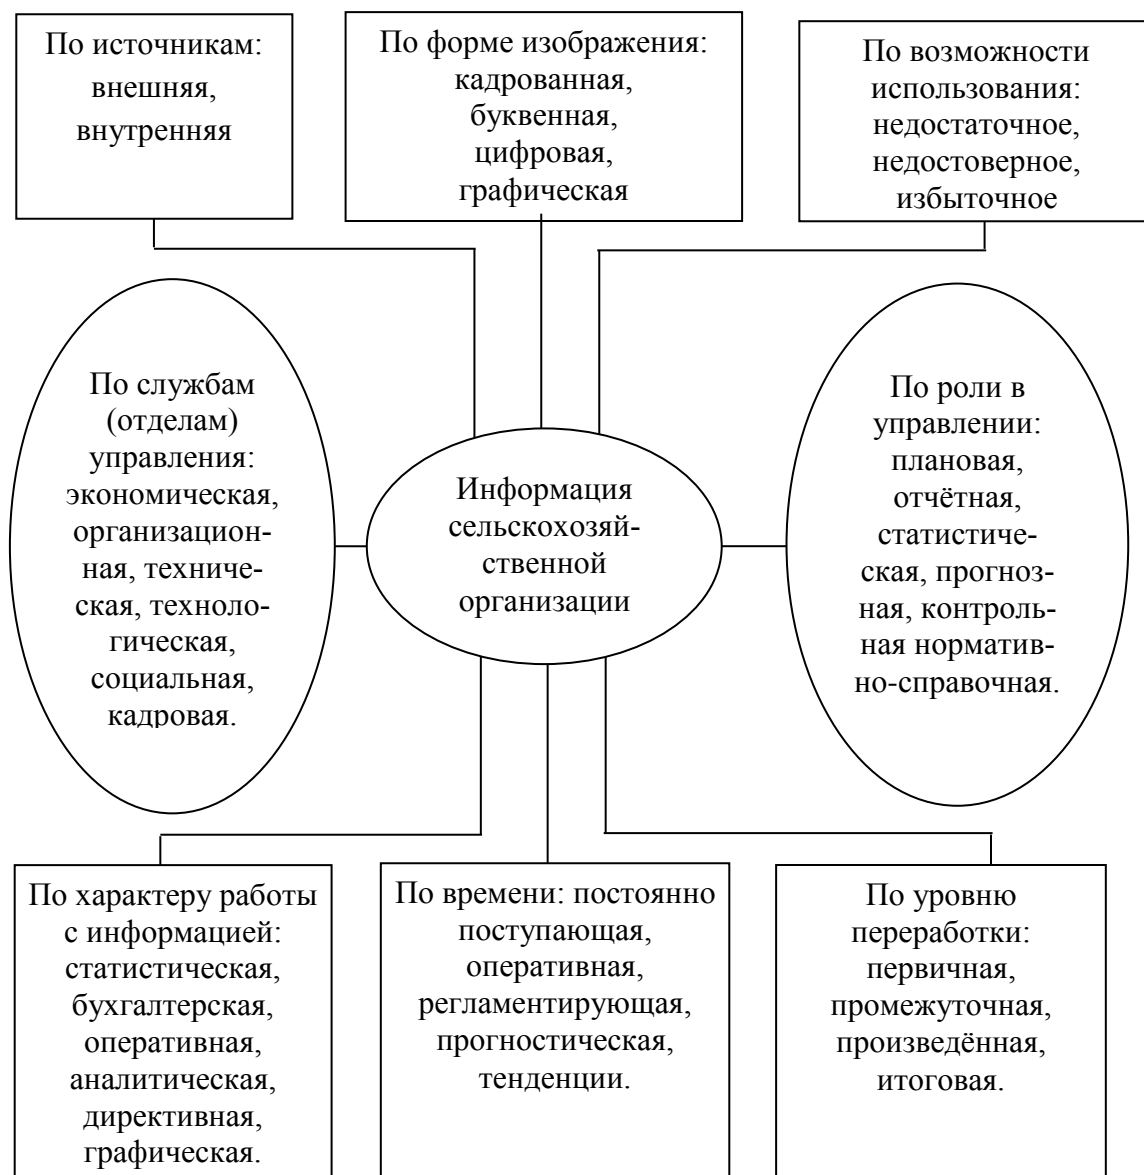 По источникам:
внешняя,
внутренняя
По форме изображения:
кадрованная,
буквенная,
цифровая,
графическая
По возможности
использования:
недостаточное,
недостоверное,
избыточное
По службам
(отделам)
управления:
экономическая,
организацион-
ная, техниче-
ская, техноло-
гическая,
социальная,
кадровая.
Информация
сельскохозяй-
ственной
организации
По роли в
управлении:
плановая,
отчётная,
статистиче-
ская, прогноз-
ная, контроль-
ная норматив-
но-справочная.
По характеру работы
с информацией:
статистическая,
бухгалтерская,
оперативная,
аналитическая,
директивная,
графическая.
По времени: постоянно
поступающая,
оперативная,
регламентирующая,
прогностическая,
тенденции.
По уровню
переработки:
первичная,
промежуточная,
произведённая,
итоговая.